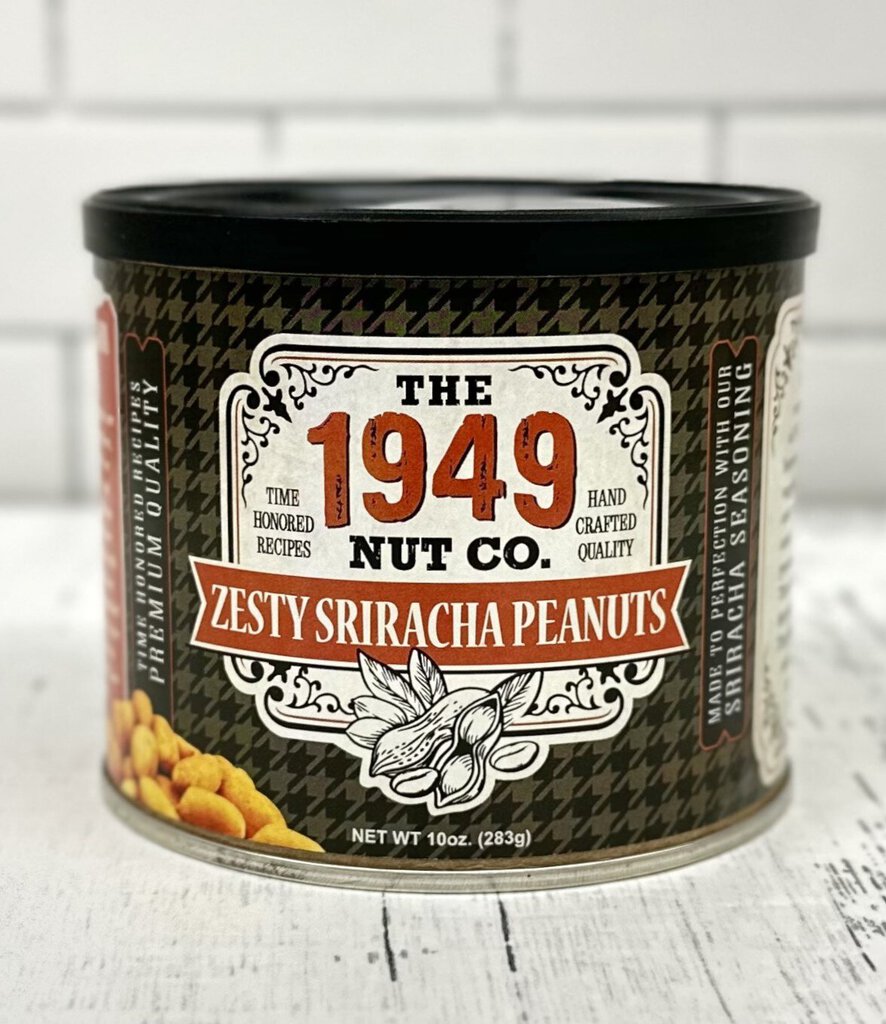 THE
1949
NUT CO.
TIME
HONORED
RECIPES
HAND
CRAFTED
QUALITY
ZESTY SRIRACHA PEANUTS
TIME HONORED RECIPES
PREMIUM QUALITY
MADE TO PERFECTION WITH OUR
SRIRACHA SEASONING
NET WT 10oz. (283g)